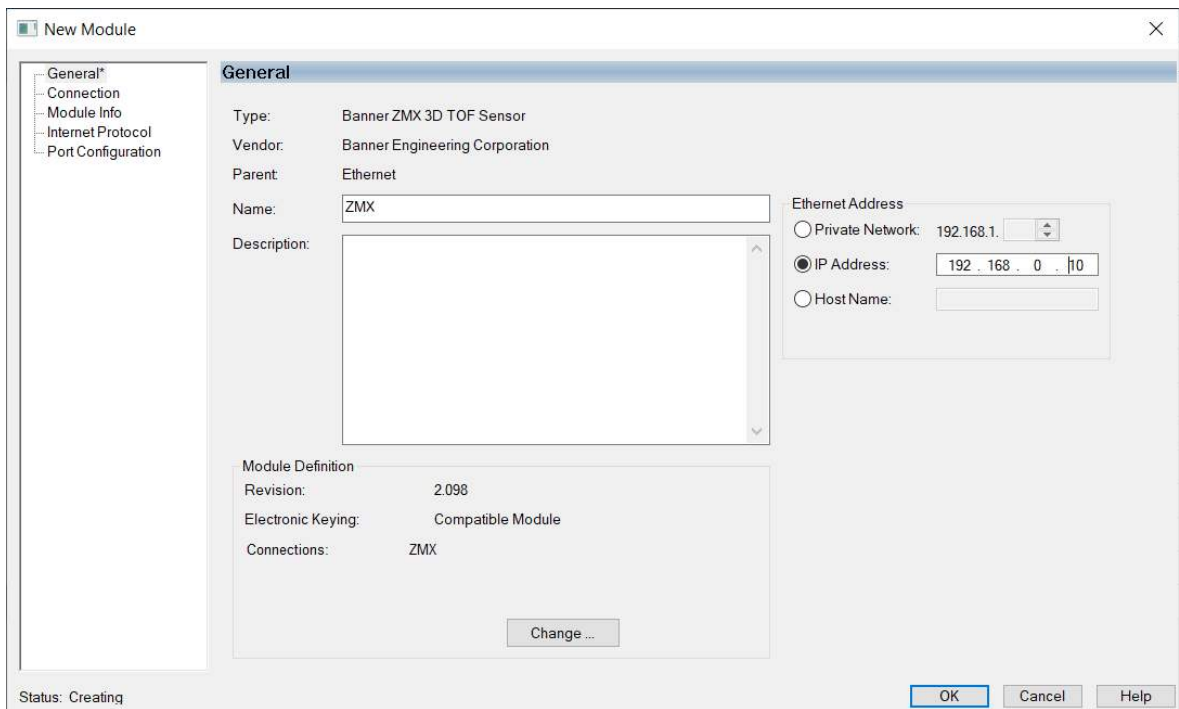 New Module
General*
Connection
Module Info
Internet Protocol
Port Configuration
General
Type: Banner ZMX 3D TOF Sensor
Vendor: Banner Engineering Corporation
Parent: Ethernet
Name: ZMX
Description:
Ethernet Address
Private Network: 192.168.1.
IP Address: 192 . 168 . 0 . 10
Host Name:
Module Definition
Revision: 2.098
Electronic Keying: Compatible Module
Connections: ZMX
Change ...
Status: Creating
OK Cancel Help